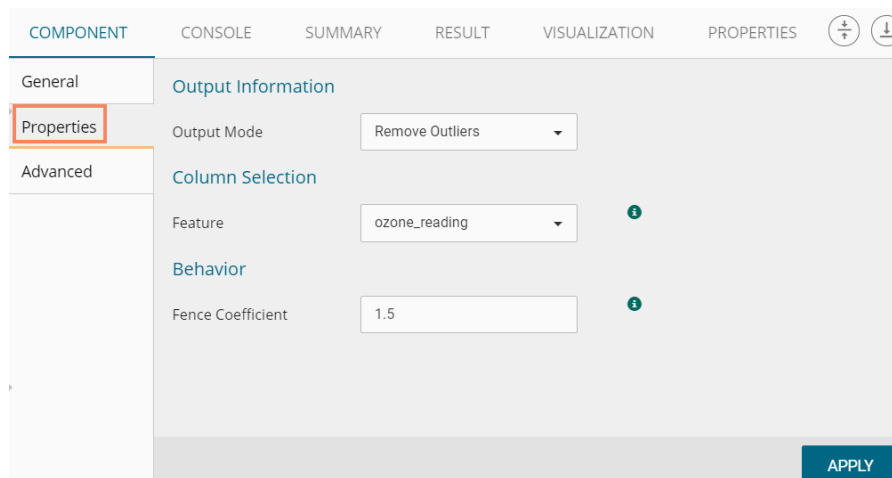 COMPONENT CONSOLE SUMMARY RESULT VISUALIZATION PROPERTIES
General
Properties
Advanced
Output Information
Output Mode Remove Outliers
Column Selection
Feature ozone_reading
Behavior
Fence Coefficient 1.5
APPLY